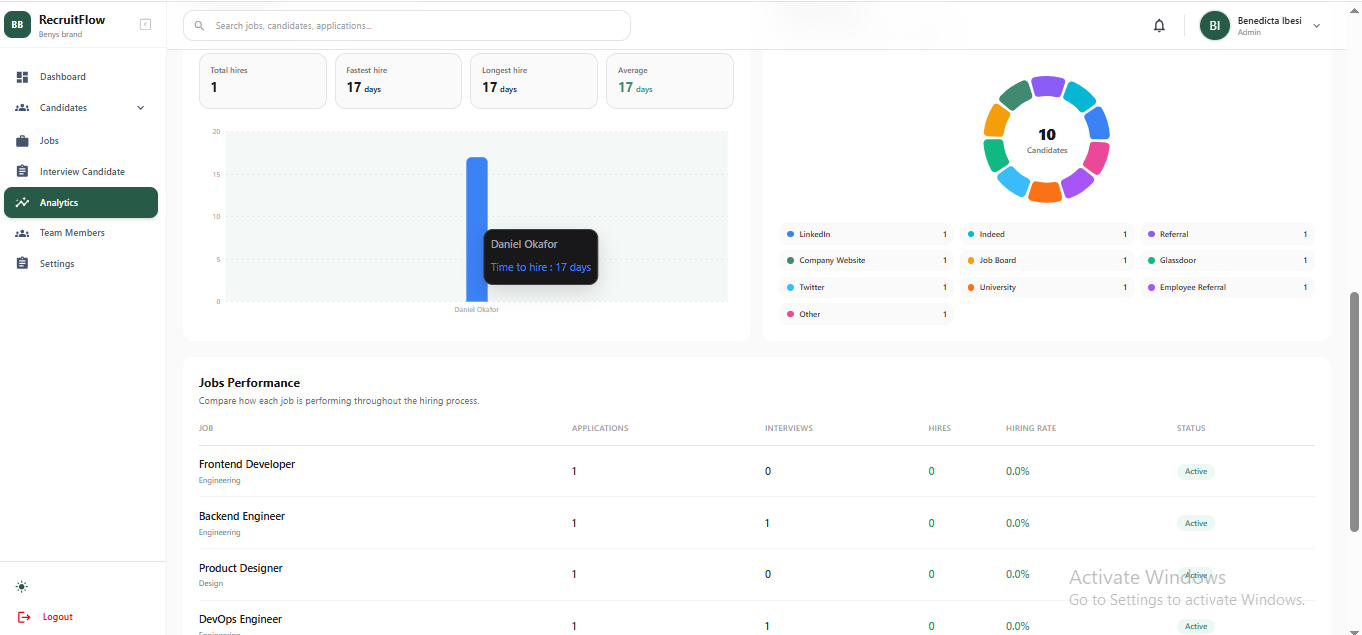 BB
RecruitFlow
Benys brand
Search jobs, candidates, applications...
BI
Benedicta Ibesi
Admin
Dashboard
Candidates
Jobs
Interview Candidate
Analytics
Team Members
Settings
Logout
Total hires
1
Fastest hire
17 days
Longest hire
17 days
Average
17 days
20
15
10
5
0
Daniel Okafor
Time to hire : 17 days
Daniel Okafor
10
Candidates
LinkedIn 1
Indeed 1
Referral 1
Company Website 1
Job Board 1
Glassdoor 1
Twitter 1
University 1
Employee Referral 1
Other 1
Jobs Performance
Compare how each job is performing throughout the hiring process.
JOB APPLICATIONS INTERVIEWS HIRES HIRING RATE STATUS
Frontend Developer 1 0 0 0.0% Active
Engineering
Backend Engineer 1 1 0 0.0% Active
Engineering
Product Designer 1 0 0 0.0% Active
Design
DevOps Engineer 1 1 0 0.0% Active
Engineering
Activate Windows
Go to Settings to activate Windows.